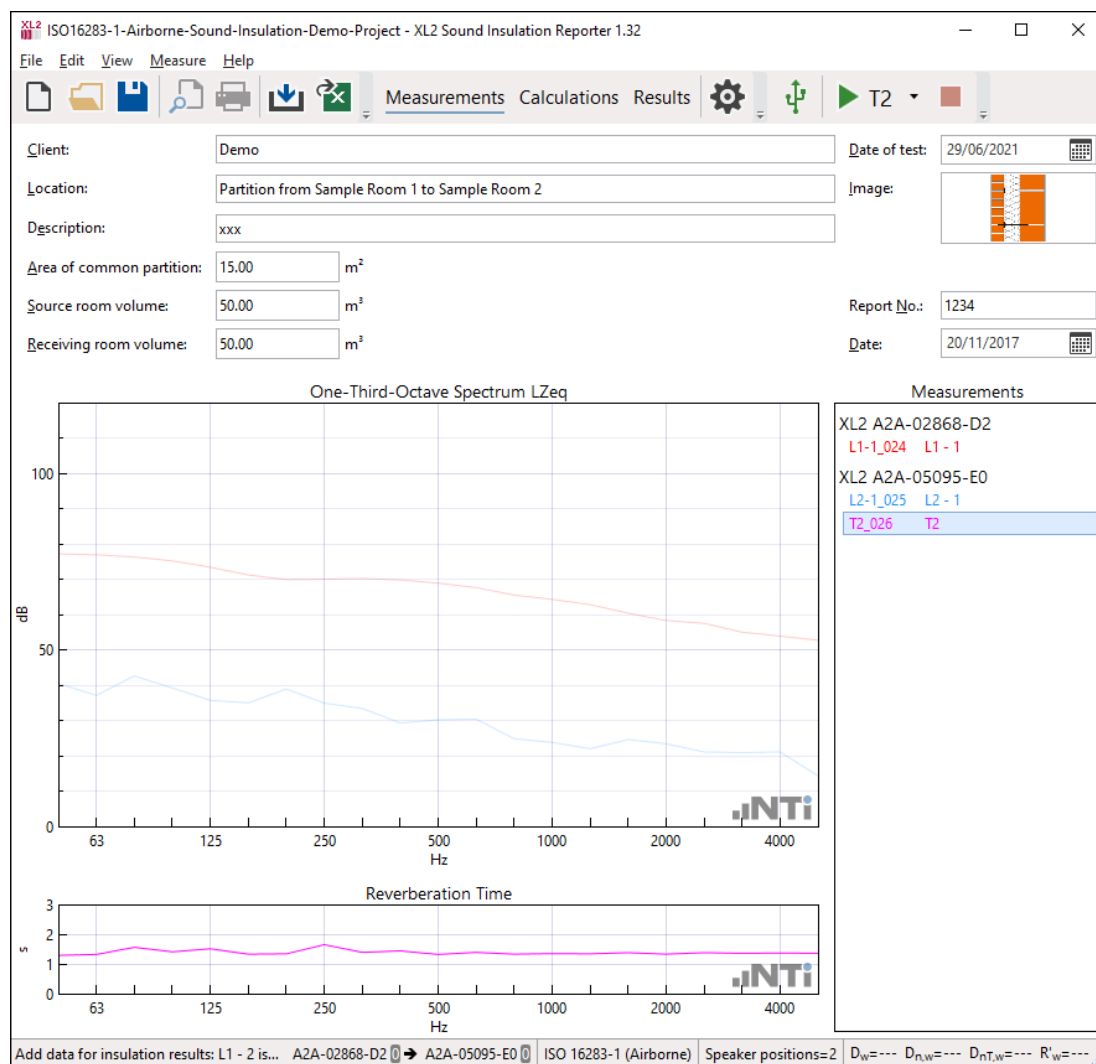 XL2 ISO16283-1-Airborne-Sound-Insulation-Demo-Project - XL2 Sound Insulation Reporter 1.32
File Edit View Measure Help
Measurements Calculations Results T2
Client: Demo Date of test: 29/06/2021
Location: Partition from Sample Room 1 to Sample Room 2 Image:
Description: xxx
Area of common partition: 15.00 m²
Source room volume: 50.00 m³ Report No.: 1234
Receiving room volume: 50.00 m³ Date: 20/11/2017
One-Third-Octave Spectrum LZeq
Measurements
XL2 A2A-02868-D2
L1-1_024 L1 - 1
XL2 A2A-05095-E0
L2-1_025 L2 - 1
T2_026 T2
100
dB
50
0
NTi
63 125 250 500 1000 2000 4000
Hz
Reverberation Time
3
2
s
1
0
NTi
63 125 250 500 1000 2000 4000
Hz
Add data for insulation results: L1 - 2 is... A2A-02868-D2 0 ➔ A2A-05095-E0 0 ISO 16283-1 (Airborne) Speaker positions=2 Dw=--- Dn,w=--- DnT,w=--- R'w=---